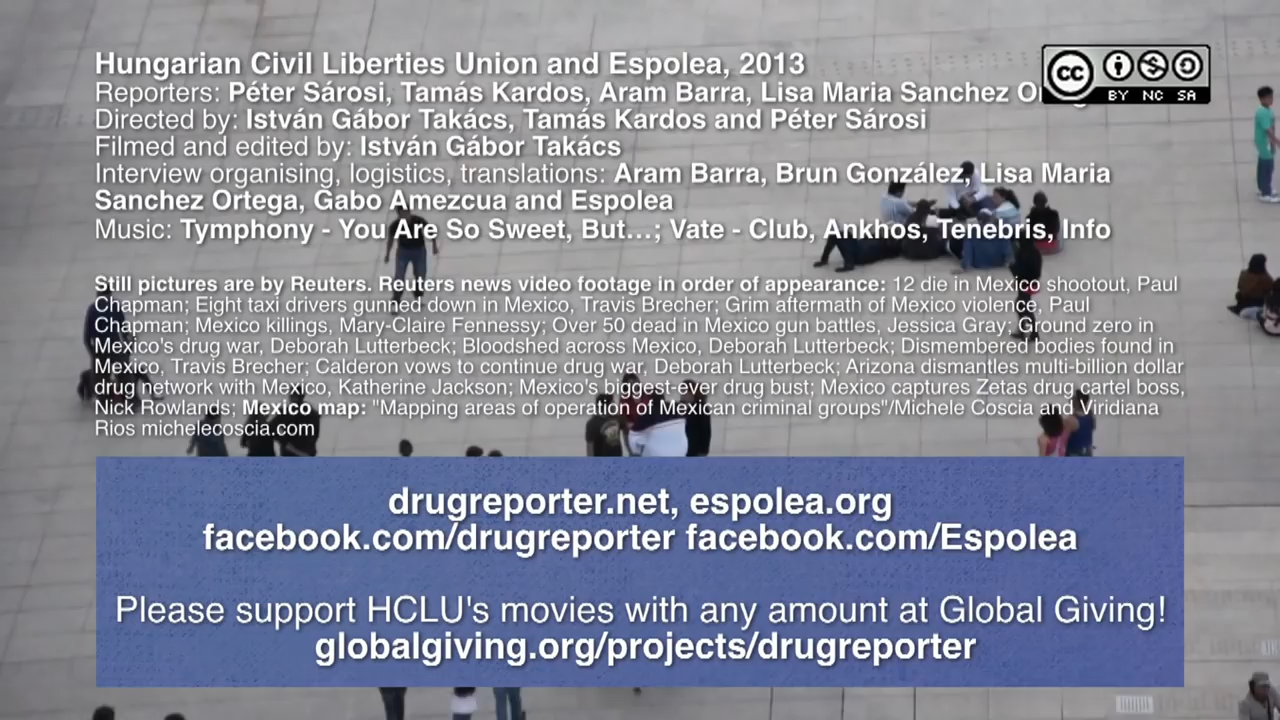 Hungarian Civil Liberties Union and Espolea, 2013
Reporters: Péter Sárosi, Tamás Kardos, Aram Barra, Lisa Maria Sanchez
Directed by: István Gábor Takács, Tamás Kardos and Péter Sárosi
Filmed and edited by: István Gábor Takács
Interview organising, logistics, translations: Aram Barra, Brun González, Lisa Maria
Sanchez Ortega, Gabo Amezcua and Espolea
Music: Tymphony - You Are So Sweet, But...; Vate - Club, Ankhos, Tenebris, Info
Still pictures are by Reuters. Reuters news video footage in order of appearance: 12 die in Mexico shootout, Paul
Chapman; Eight taxi drivers gunned down in Mexico, Travis Brecher; Grim aftermath of Mexico violence, Paul
Chapman; Mexico killings, Mary-Claire Fennessy; Over 50 dead in Mexico gun battles, Jessica Gray; Ground zero in
Mexico's drug war, Deborah Lutterbeck; Bloodshed across Mexico, Deborah Lutterbeck; Dismembered bodies found in
Mexico, Travis Brecher; Calderon vows to continue drug war, Deborah Lutterbeck; Arizona dismantles multi-billion dollar
drug network with Mexico, Katherine Jackson; Mexico's biggest-ever drug bust; Mexico captures Zetas drug cartel boss,
Nick Rowlands; Mexico map: "Mapping areas of operation of Mexican criminal groups"/Michele Coscia and Viridiana
Rios michelecoscia.com
cc
BY NC SA
drugreporter.net, espolea.org
facebook.com/drugreporter facebook.com/Espolea
Please support HCLU's movies with any amount at Global Giving!
globalgiving.org/projects/drugreporter